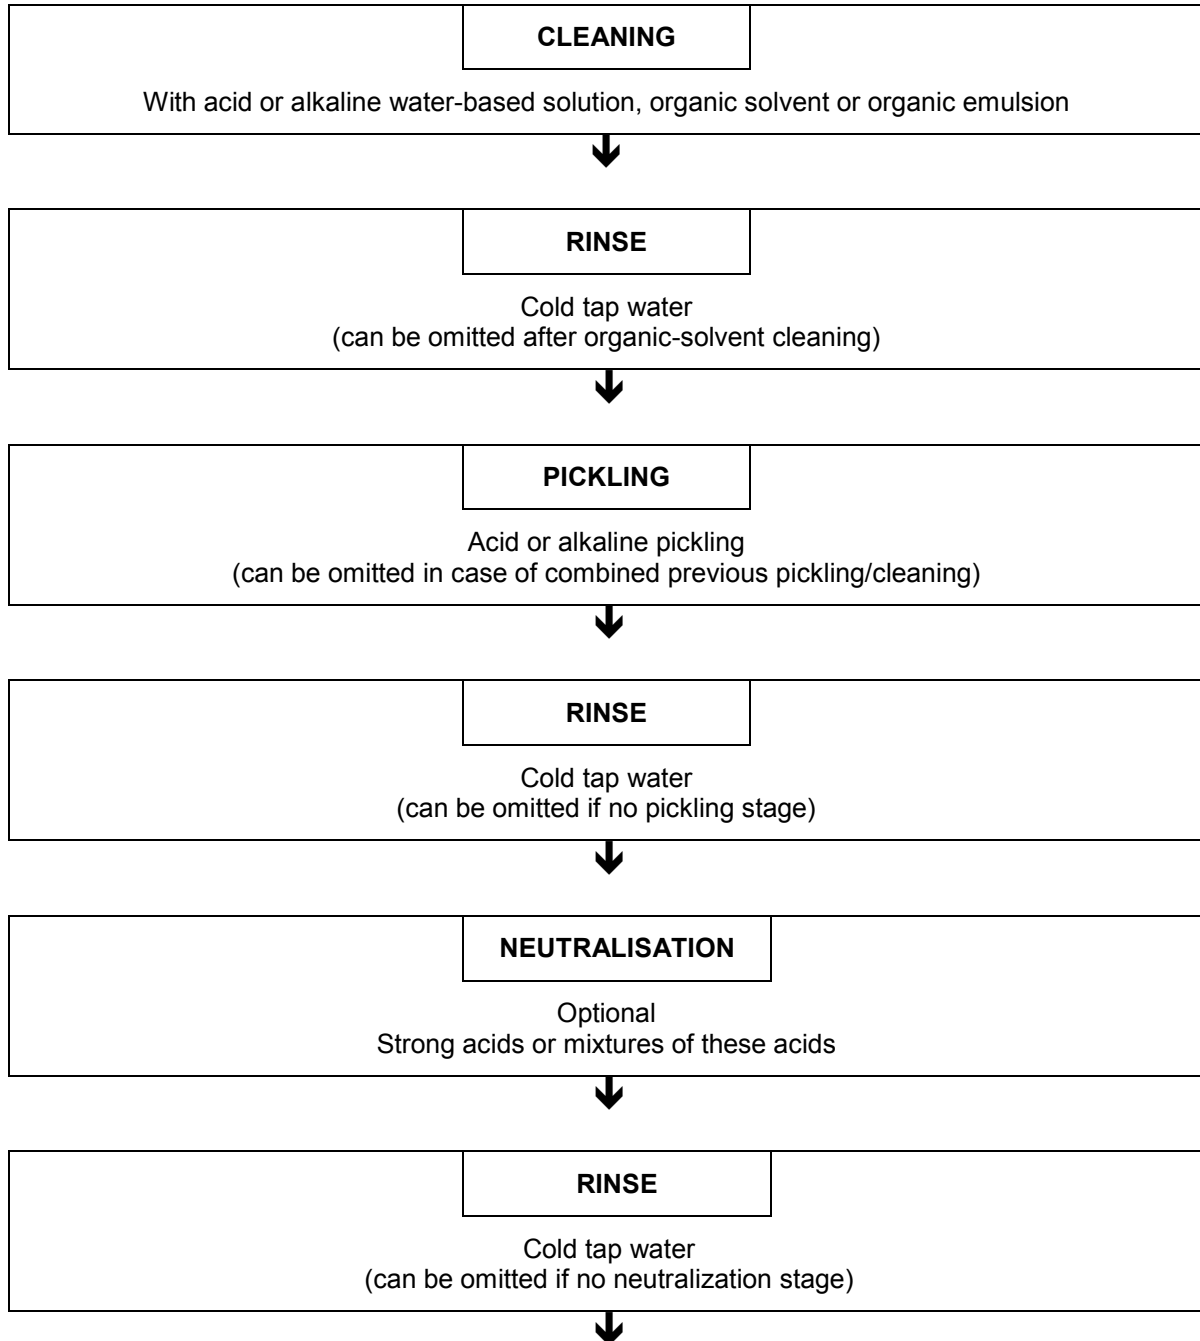 CLEANING
With acid or alkaline water-based solution, organic solvent or organic emulsion
RINSE
Cold tap water
(can be omitted after organic-solvent cleaning)
PICKLING
Acid or alkaline pickling
(can be omitted in case of combined previous pickling/cleaning)
RINSE
Cold tap water
(can be omitted if no pickling stage)
NEUTRALISATION
Optional
Strong acids or mixtures of these acids
RINSE
Cold tap water
(can be omitted if no neutralization stage)